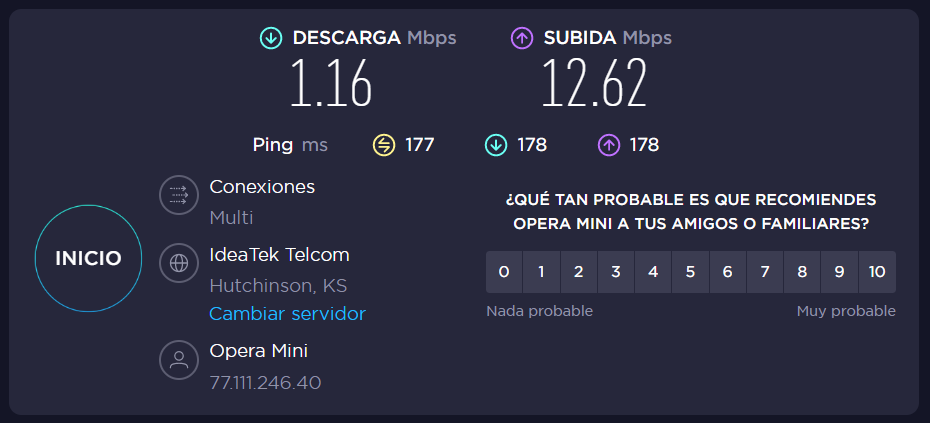 DESCARGA Mbps
SUBIDA Mbps
1.16
12.62
Ping ms 177 178 178
Conexiones
Multi
IdeaTek Telcom
Hutchinson, KS
Cambiar servidor
Opera Mini
77.111.246.40
INICIO
¿QUÉ TAN PROBABLE ES QUE RECOMIENDES
OPERA MINI A TUS AMIGOS O FAMILIARES?
0 1 2 3 4 5 6 7 8 9 10
Nada probable
Muy probable